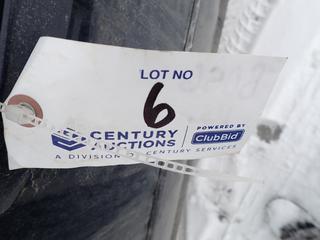 LOT NO
6
CENTURY
AUCTIONS
A DIVISION OF CENTURY SERVICES
POWERED BY
ClubBid